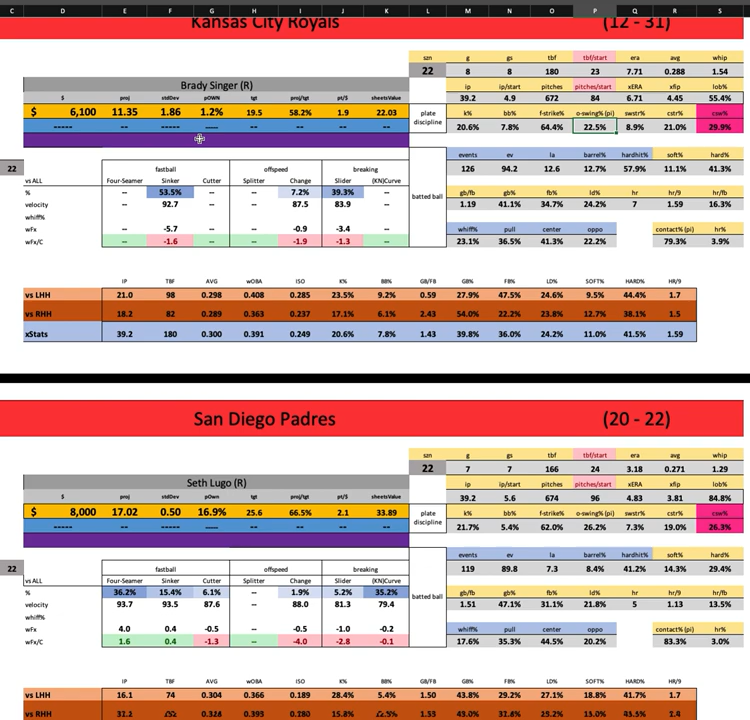 C D E F G H I J K L M N O P Q R S
Kansas City Royals (12 - 31)
szn g gs tbf tbf/start era avg whip
22 8 8 180 23 7.71 0.288 1.54
Brady Singer (R) ip ip/start pitches pitches/start xERA xfip lob%
39.2 4.9 672 84 6.71 4.45 55.4%
$ proj stdDev pOWN tgt proj/tgt pt/$ sheetsValue
$ 6,100 11.35 1.86 1.2% 19.5 58.2% 1.9 22.03
plate discipline k% bb% f-strike% o-swing% (pi) swstr% cstr% csw%
----- ----- ---- ----- -- -- ----
20.6% 7.8% 64.4% 22.5% 8.9% 21.0% 29.9%
events ev la barrel% hardhit% soft% hard%
22 fastball offspeed breaking 126 94.2 12.6 12.7% 57.9% 11.1% 41.3%
vs ALL Four-Seamer Sinker Cutter Splitter Change Slider (KN)Curve
% -- 53.5% -- -- 7.2% 39.3% --
batted ball gb/fb gb% fb% ld% hr hr/9 hr/fb
velocity 92.7 87.5 83.9 1.19 41.1% 34.7% 24.2% 7 1.59 16.3%
whiff%
wFx -5.7 -0.9 -3.4
whiff% pull center oppo contact% (pi) hr%
wFx/C -- -1.6 -- -- -1.9 -1.3 -- 23.1% 36.5% 41.3% 22.2% 79.3% 3.9%
IP TBF AVG wOBA ISO K% BB% GB/FB GB% FB% LD% SOFT% HARD% HR/9
vs LHH 21.0 98 0.298 0.408 0.285 23.5% 9.2% 0.59 27.9% 47.5% 24.6% 9.5% 44.4% 1.7
vs RHH 18.2 82 0.289 0.363 0.237 17.1% 6.1% 2.43 54.0% 22.2% 23.8% 12.7% 38.1% 1.5
xStats 39.2 180 0.300 0.391 0.249 20.6% 7.8% 1.43 39.8% 36.0% 24.2% 11.0% 41.5% 1.59
San Diego Padres (20 - 22)
szn g gs tbf tbf/start era avg whip
22 7 7 166 24 3.18 0.271 1.29
Seth Lugo (R) ip ip/start pitches pitches/start xERA xfip lob%
$ proj stdDev pOwn tgt proj/tgt pt/$ sheetsValue
39.2 5.6 674 96 4.83 3.81 84.8%
$ 8,000 17.02 0.50 16.9% 25.6 66.5% 2.1 33.89
plate discipline k% bb% f-strike% o-swing% (pi) swstr% cstr% csw%
----- ----- ---- ----- -- -- ----
21.7% 5.4% 62.0% 26.2% 7.3% 19.0% 26.3%
events ev la barrel% hardhit% soft% hard%
22 fastball offspeed breaking 119 89.8 7.3 8.4% 41.2% 14.3% 29.4%
vs ALL Four-Seamer Sinker Cutter Splitter Change Slider (KN)Curve
% 36.2% 15.4% 6.1% -- 1.9% 5.2% 35.2%
batted ball gb/fb gb% fb% ld% hr hr/9 hr/fb
velocity 93.7 93.5 87.6 88.0 81.3 79.4 1.51 47.1% 31.1% 21.8% 5 1.13 13.5%
whiff%
wFx 4.0 0.4 -0.5 -0.5 -1.0 -0.2
whiff% pull center oppo contact% (pi) hr%
wFx/C 1.6 0.4 -1.3 -- -4.0 -2.8 -0.1 17.6% 35.3% 44.5% 20.2% 83.3% 3.0%
IP TBF AVG wOBA ISO K% BB% GB/FB GB% FB% LD% SOFT% HARD% HR/9
vs LHH 16.1 74 0.304 0.366 0.189 28.4% 5.4% 1.50 43.8% 29.2% 27.1% 18.8% 41.7% 1.7
vs RHH 0.393 0.280 15.8% 1.53 43.0%